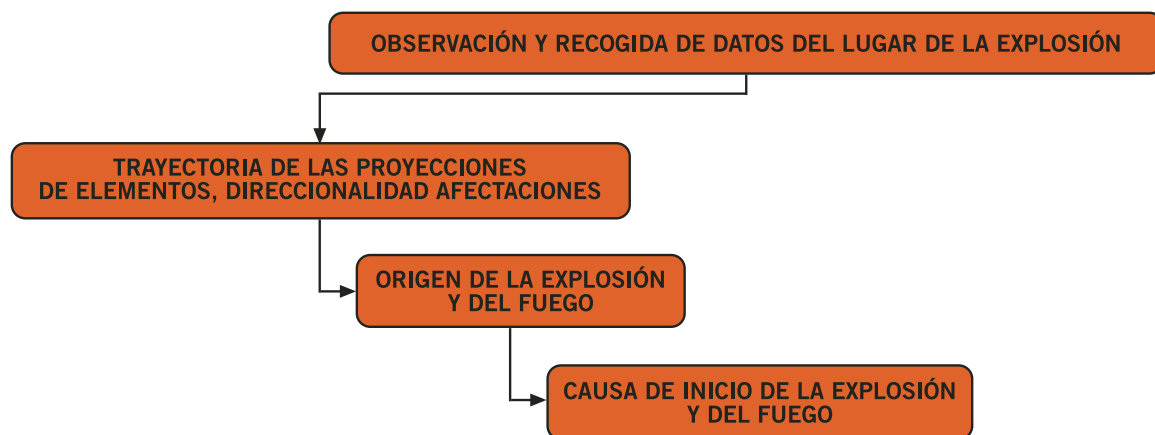 OBSERVACIÓN Y RECOGIDA DE DATOS DEL LUGAR DE LA EXPLOSIÓN
TRAYECTORIA DE LAS PROYECCIONES
DE ELEMENTOS, DIRECCIONALIDAD AFECTACIONES
ORIGEN DE LA EXPLOSIÓN
Y DEL FUEGO
CAUSA DE INICIO DE LA EXPLOSIÓN
Y DEL FUEGO